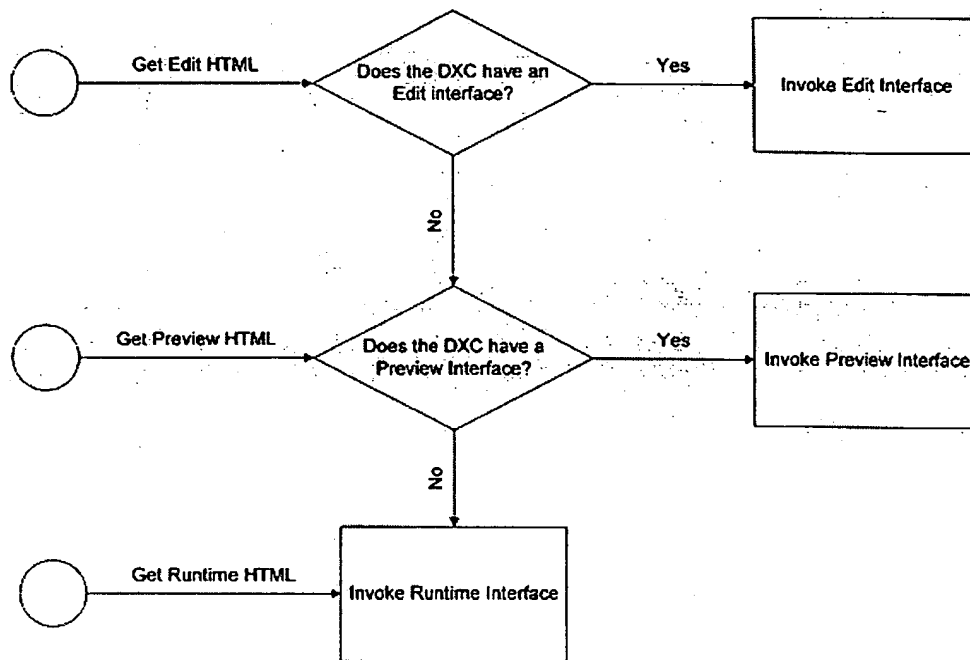 Get Edit HTML
Does the DXC have an
Edit interface?
Yes
Invoke Edit Interface
No
Get Preview HTML
Does the DXC have a
Preview Interface?
Yes
Invoke Preview Interface
No
Get Runtime HTML
Invoke Runtime Interface